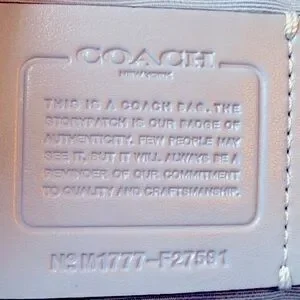 COACH
NEW YORK
THIS IS A COACH BAG. THE
STORYPATCH IS OUR BADGE OF
AUTHENTICITY. FEW PEOPLE MAY
SEE IT, BUT IT WILL ALWAYS BE A
REMINDER OF OUR COMMITMENT
TO QUALITY AND CRAFTSMANSHIP.
Nº M1777-F27591